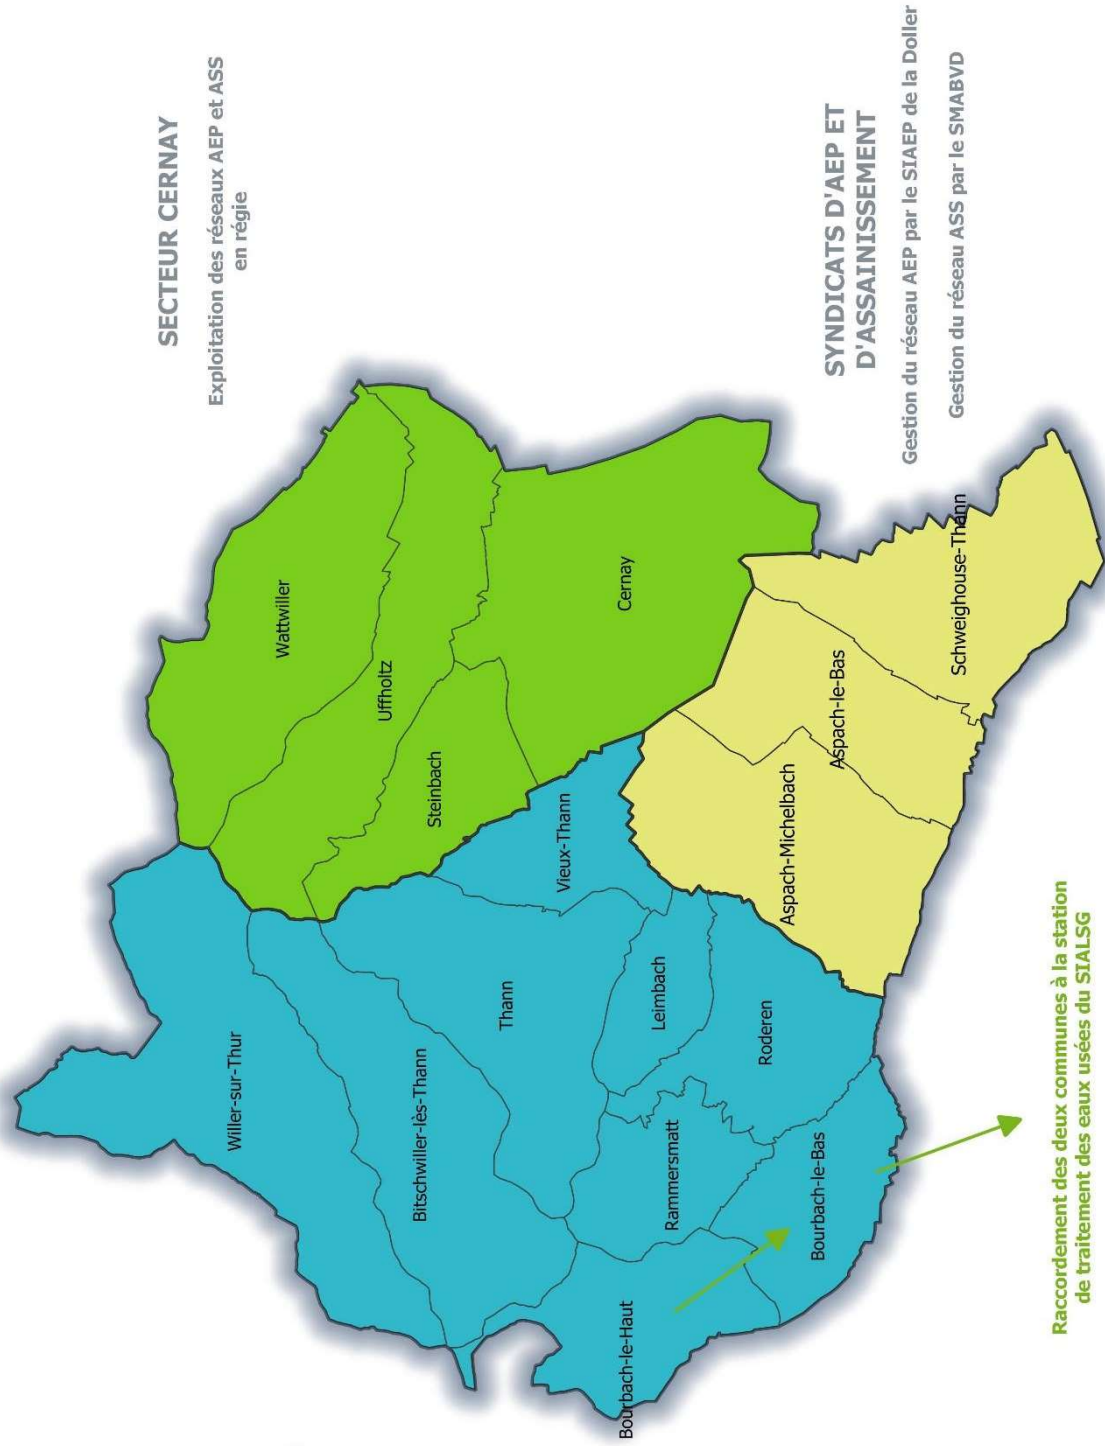 SECTEUR CERNAY
Exploitation des réseaux AEP et ASS
en régie
SYNDICATS D'AEP ET
D'ASSAINISSEMENT
Gestion du réseau AEP par le SIAEP de la Doller
Gestion du réseau ASS par le SMABVD
Willer-sur-Thur
Wattwiller
Uffholtz
Bitschwiller-lès-Thann
Steinbach
Thann
Vieux-Thann
Cernay
Bourbach-le-Haut
Rammersmatt
Leimbach
Roderen
Aspach-Michelbach
Bourbach-le-Bas
Aspach-le-Bas
Schweighouse-Thann
Raccordement des deux communes à la station
de traitement des eaux usées du SIALSG